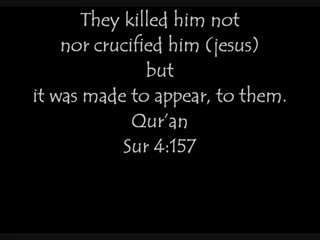 They killed him not
nor crucified him (jesus)
but
it was made to appear, to them.
Qur'an
Sur 4:157